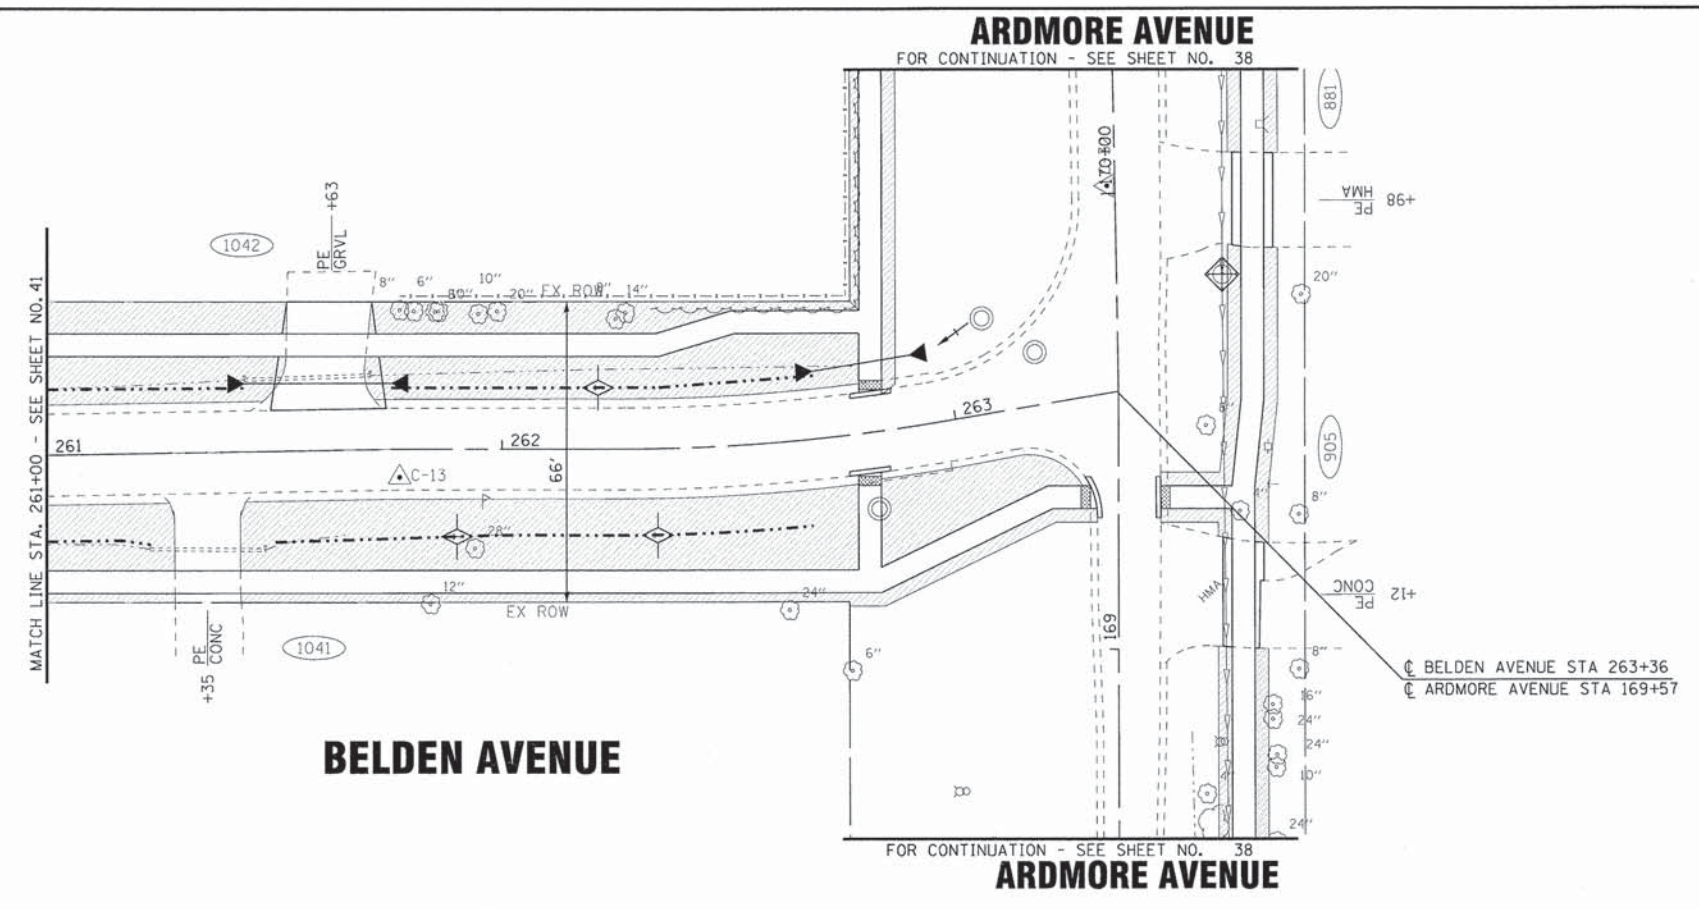 ARDMORE AVENUE
FOR CONTINUATION - SEE SHEET NO. 38
881
170+00
PE
HMA
+98
+63
PE
GRVL
1042
8"
6"
10"
20"
EX ROW
14"
20"
MATCH LINE STA. 261+00 - SEE SHEET NO. 41
261
262
263
66'
C-13
905
4"
8"
28"
12"
24"
EX ROW
HMA
PE
CONC
+12
PE
CONC
+35
1041
169
6"
8"
℄ BELDEN AVENUE STA 263+36
℄ ARDMORE AVENUE STA 169+57
16"
24"
24"
10"
4"
24"
BELDEN AVENUE
FOR CONTINUATION - SEE SHEET NO. 38
ARDMORE AVENUE